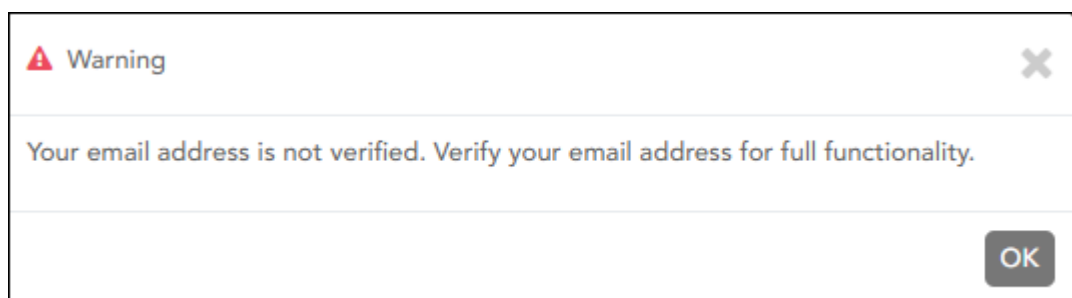 Warning
Your email address is not verified. Verify your email address for full functionality.
OK